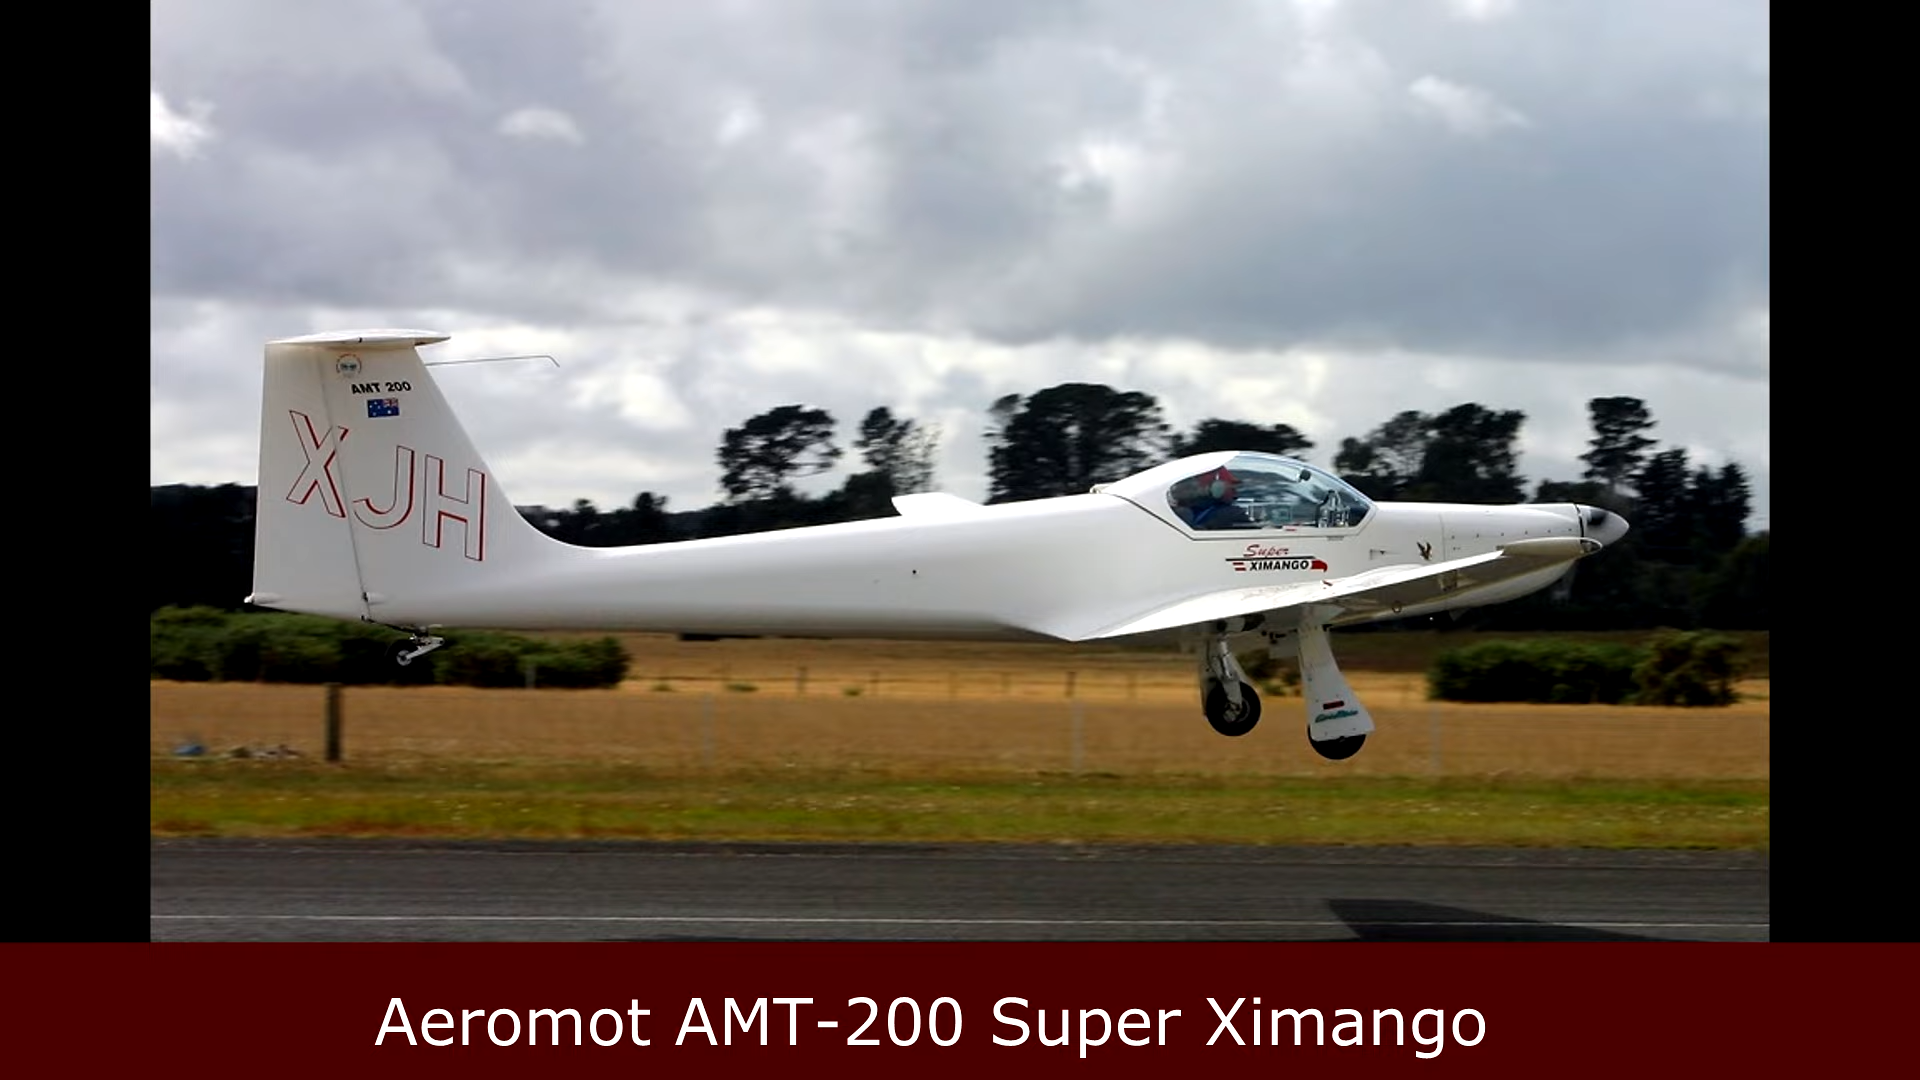 AMT 200
XJH
Super
XIMANGO
Aeromot AMT-200 Super Ximango